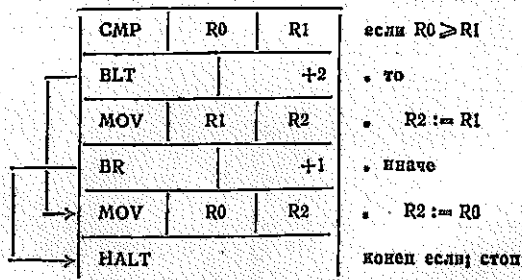 CMP R0 R1 если R0 ⩾ R1
BLT +2 . то
MOV R1 R2 . R2 := R1
BR +1 . иначе
MOV R0 R2 . R2 := R0
HALT конец если; стоп